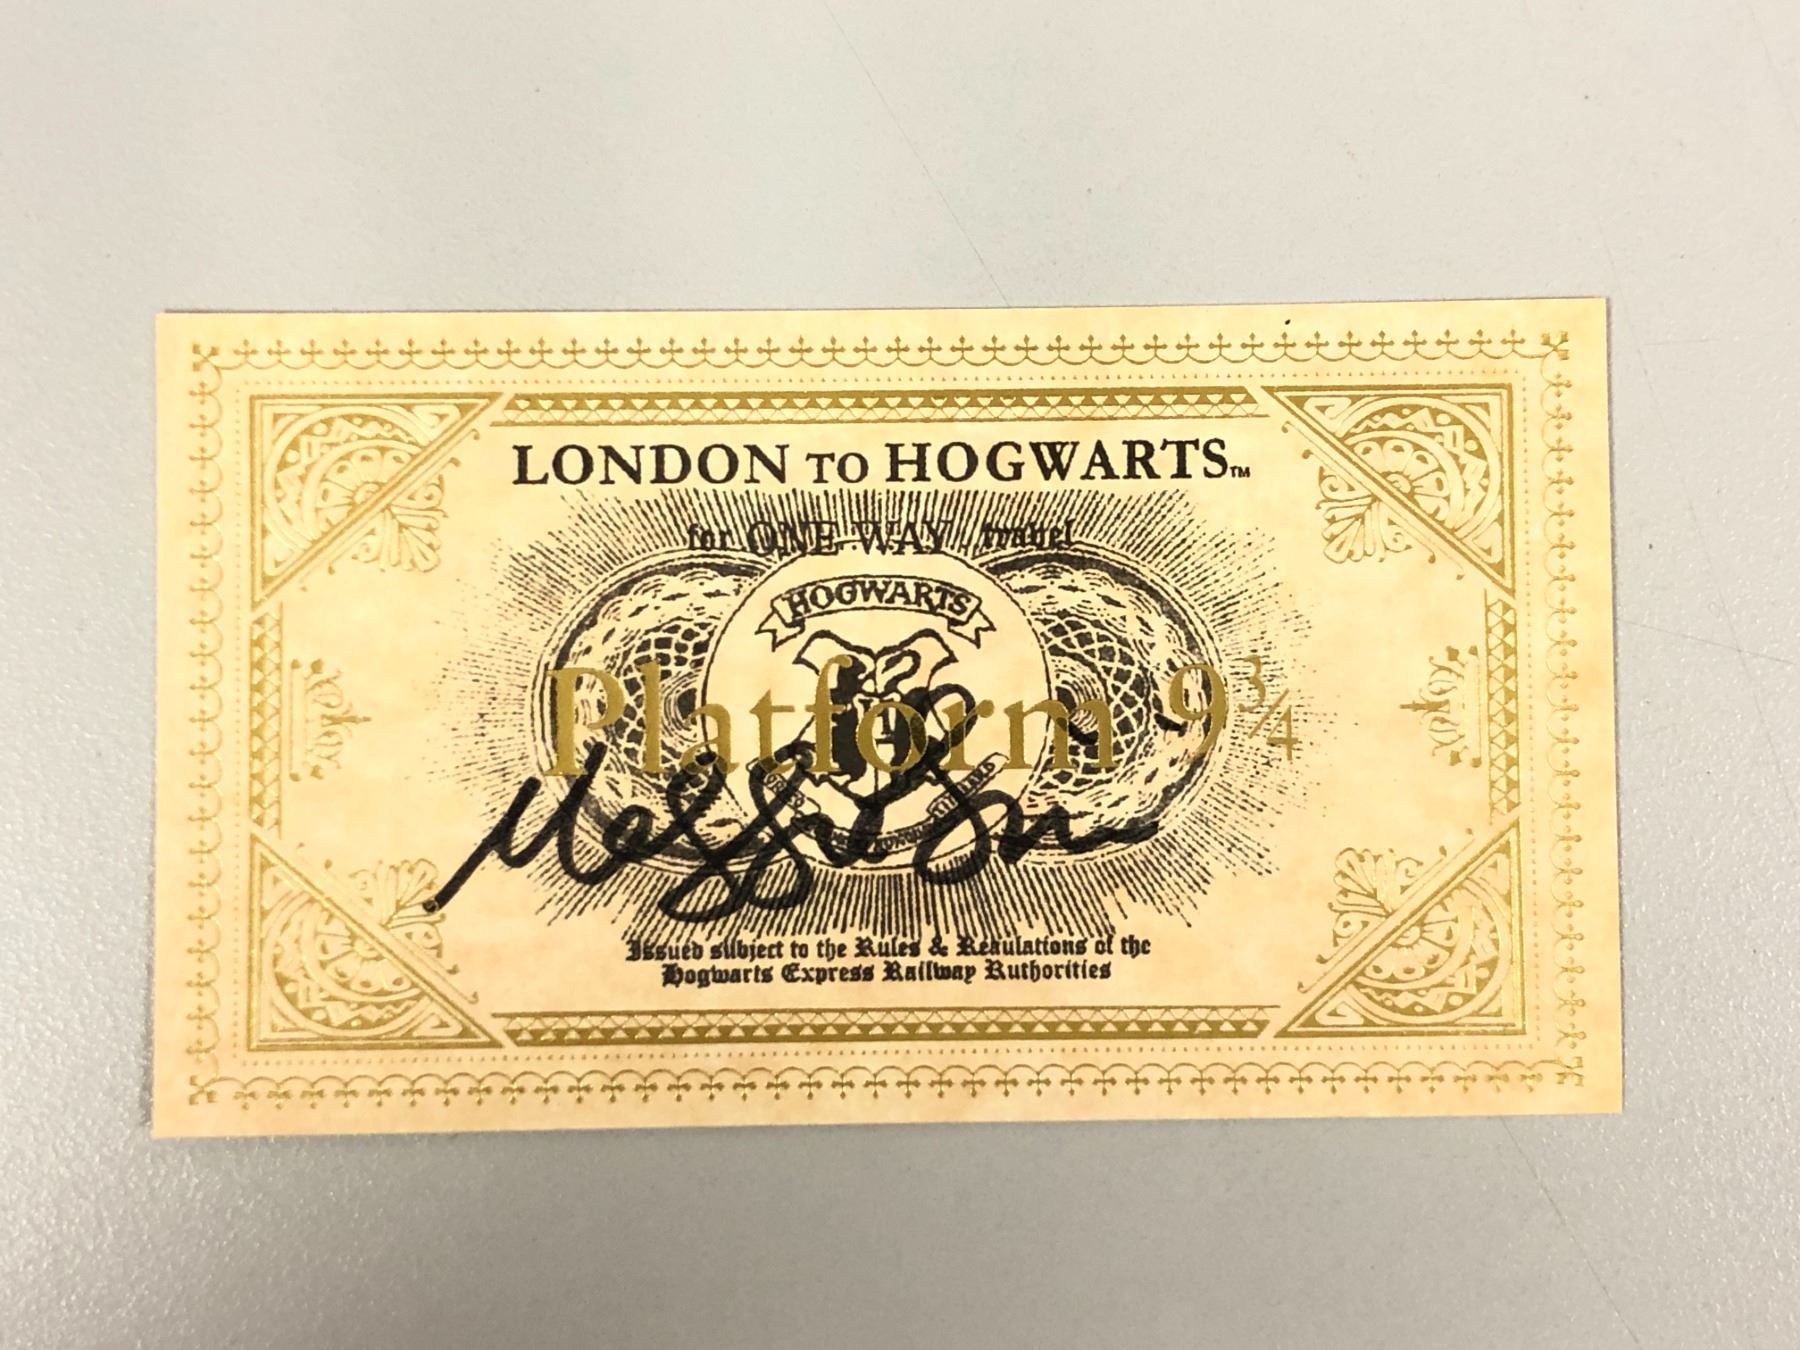 LONDON TO HOGWARTS™
for ONE WAY travel
HOGWARTS
Platform 9¾
Issued subject to the Rules & Regulations of the
Hogwarts Express Railway Authorities